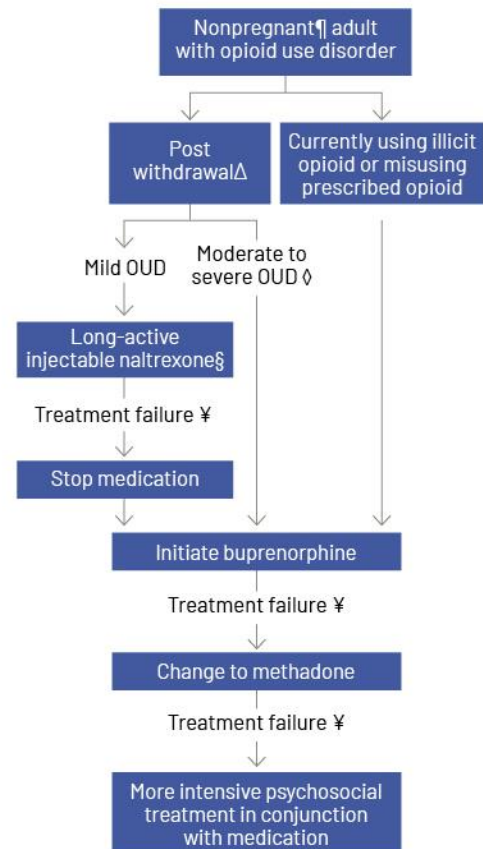 Nonpregnant¶ adult
with opioid use disorder
Post
withdrawalΔ
Currently using illicit
opioid or misusing
prescribed opioid
Mild OUD
Moderate to
severe OUD ◊
Long-active
injectable naltrexone§
Treatment failure ¥
Stop medication
Initiate buprenorphine
Treatment failure ¥
Change to methadone
Treatment failure ¥
More intensive psychosocial
treatment in conjunction
with medication